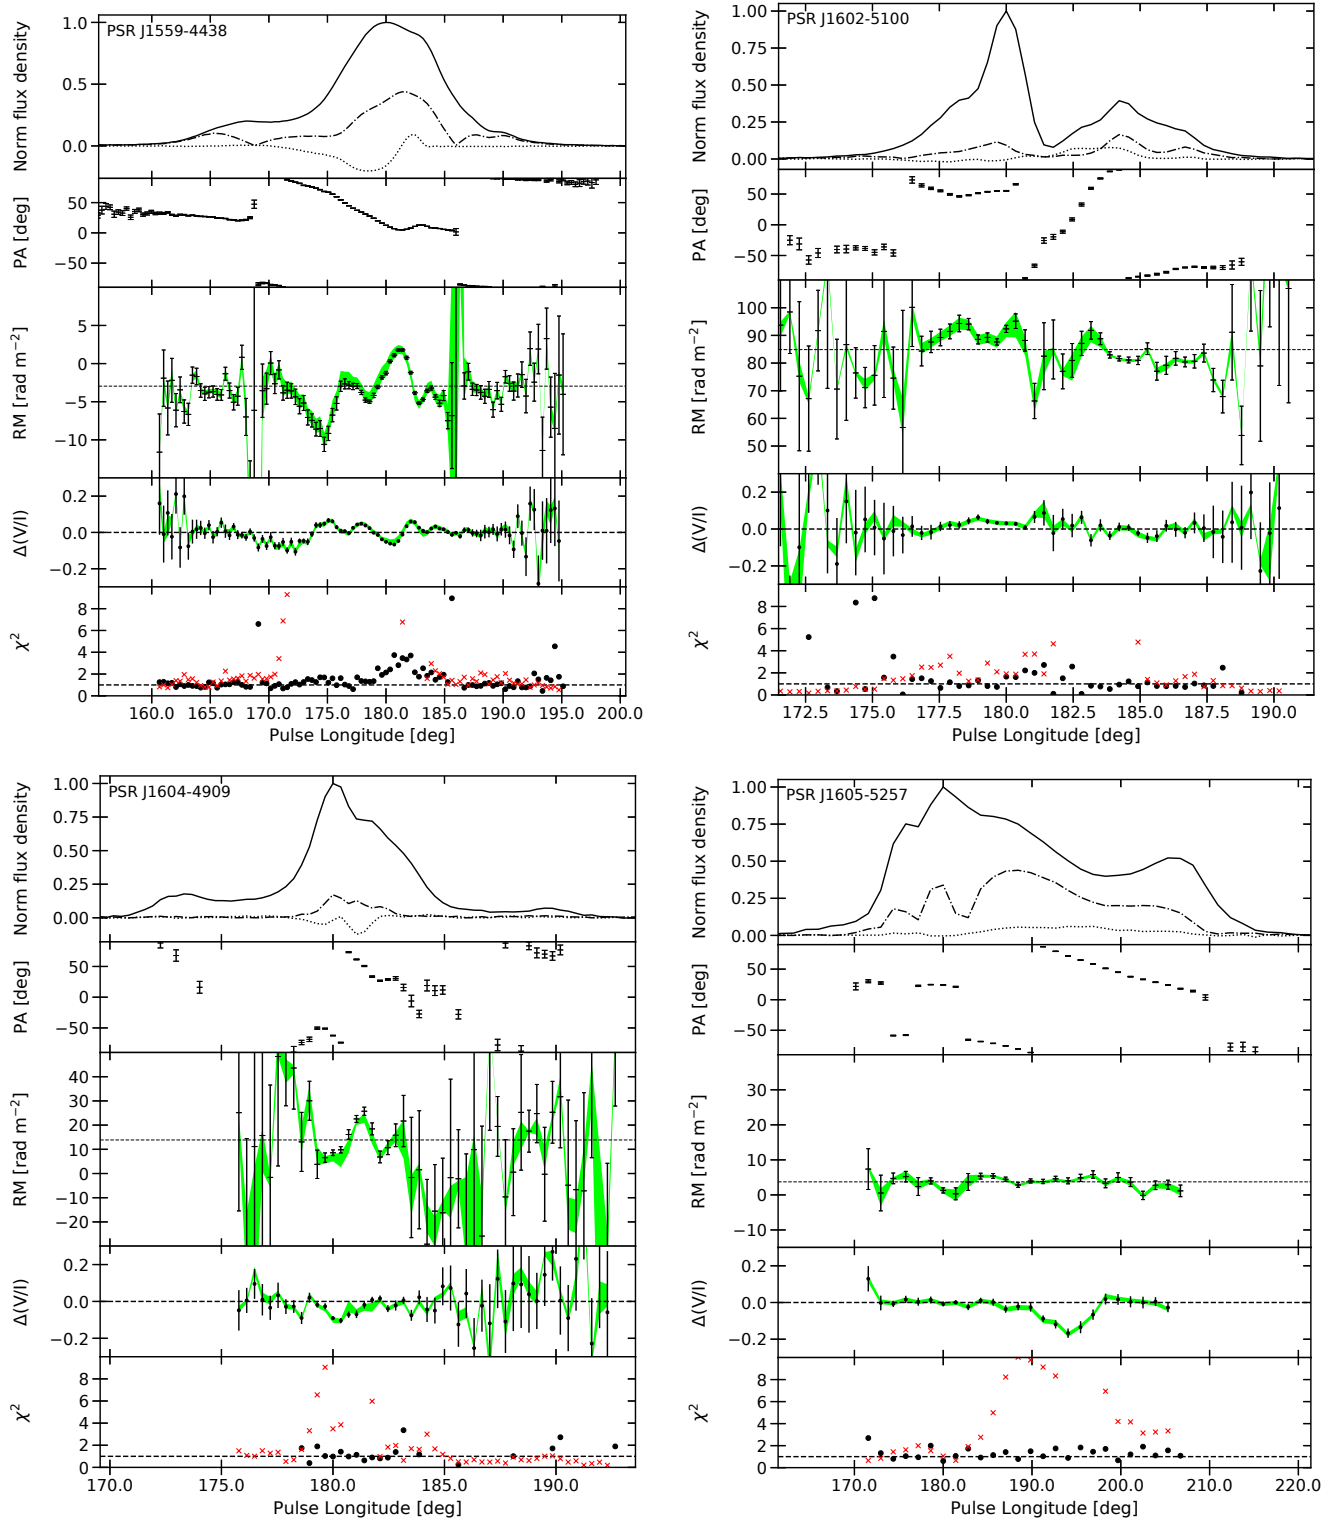 PSR J1559-4438
Norm flux density
1.0
0.5
0.0
PA [deg]
50
0
−50
RM [rad m⁻²]
5
0
−5
−10
Δ(V/I)
0.2
0.0
−0.2
χ²
8
6
4
2
0
160.0 165.0 170.0 175.0 180.0 185.0 190.0 195.0 200.0
Pulse Longitude [deg]
PSR J1602-5100
Norm flux density
1.00
0.75
0.50
0.25
0.00
PA [deg]
50
0
−50
RM [rad m⁻²]
100
90
80
70
60
50
Δ(V/I)
0.2
0.0
−0.2
χ²
8
6
4
2
0
172.5 175.0 177.5 180.0 182.5 185.0 187.5 190.0
Pulse Longitude [deg]
PSR J1604-4909
Norm flux density
1.00
0.75
0.50
0.25
0.00
PA [deg]
50
0
−50
RM [rad m⁻²]
40
30
20
10
0
−10
−20
Δ(V/I)
0.2
0.0
−0.2
χ²
8
6
4
2
0
170.0 175.0 180.0 185.0 190.0
Pulse Longitude [deg]
PSR J1605-5257
Norm flux density
1.00
0.75
0.50
0.25
0.00
PA [deg]
50
0
−50
RM [rad m⁻²]
30
20
10
0
−10
Δ(V/I)
0.2
0.0
−0.2
χ²
8
6
4
2
0
170.0 180.0 190.0 200.0 210.0 220.0
Pulse Longitude [deg]